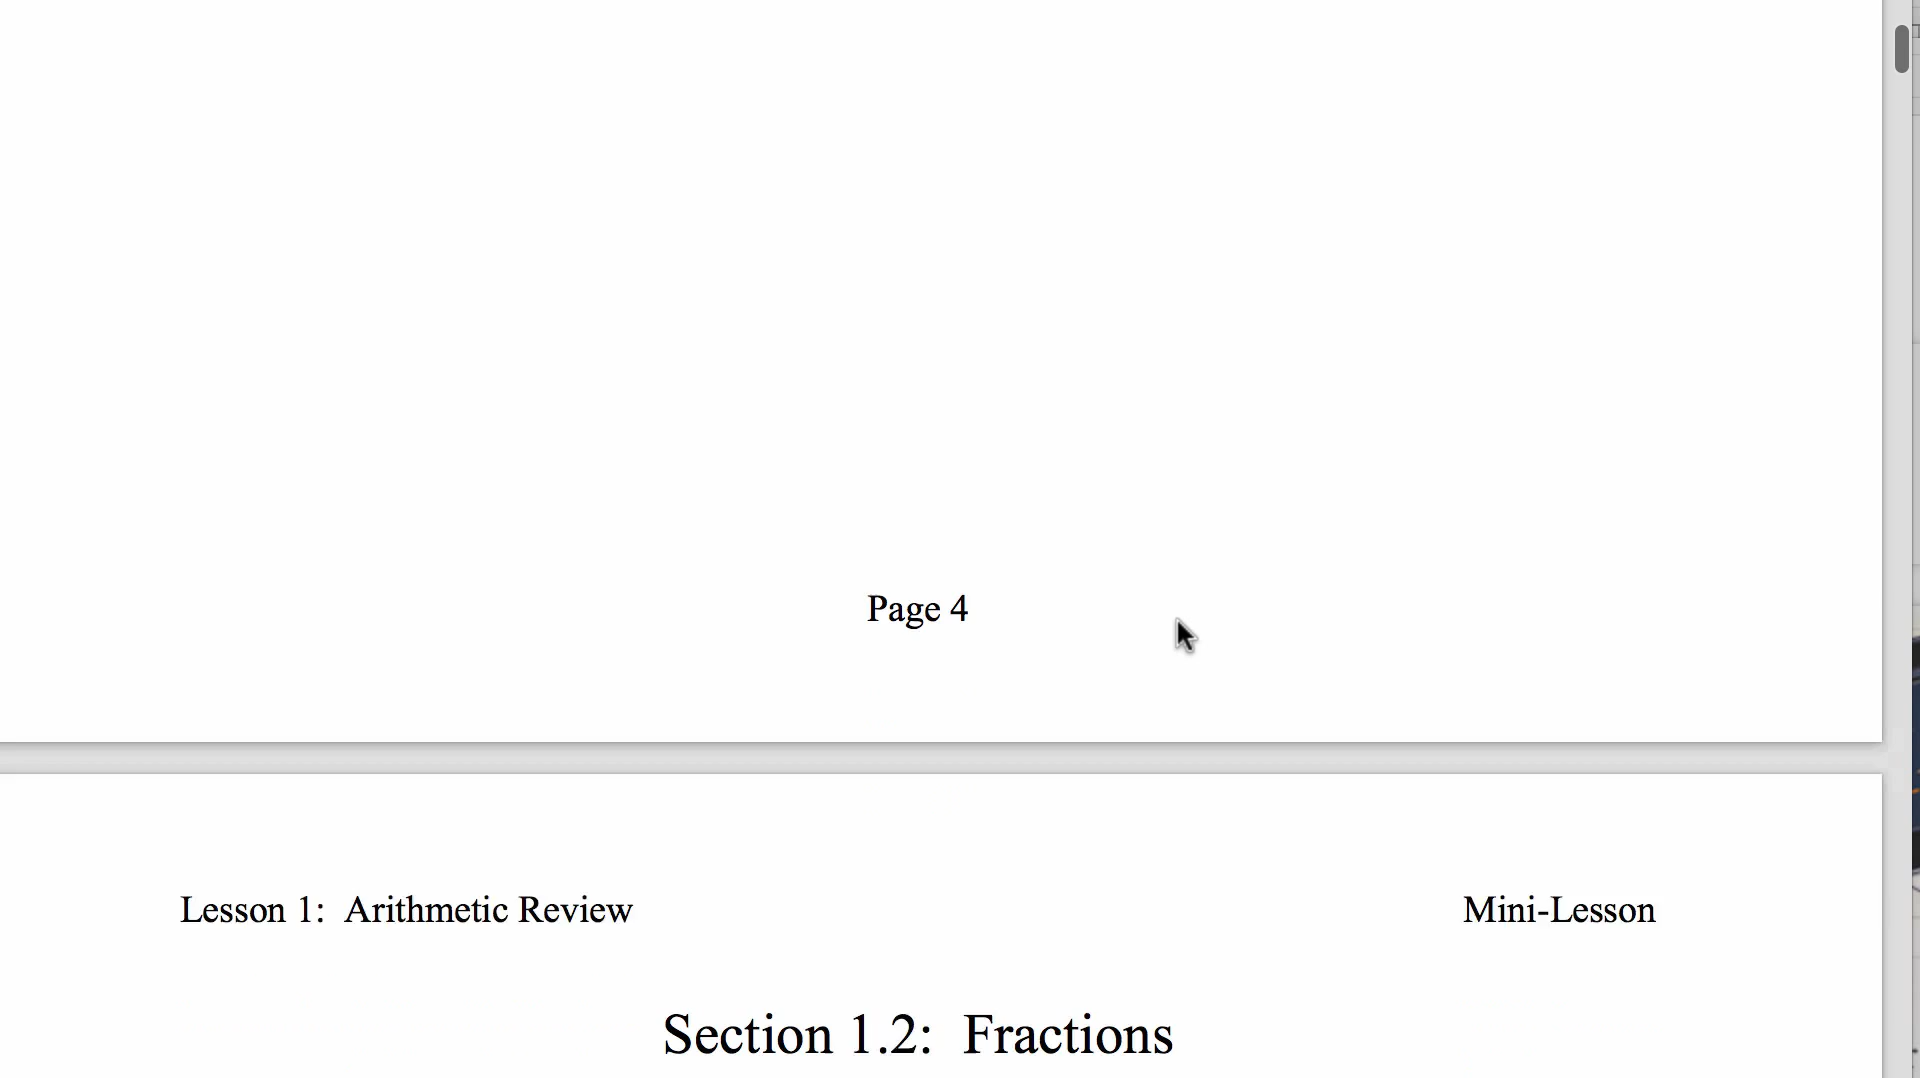 Page 4
Lesson 1: Arithmetic Review
Mini-Lesson
Section 1.2: Fractions